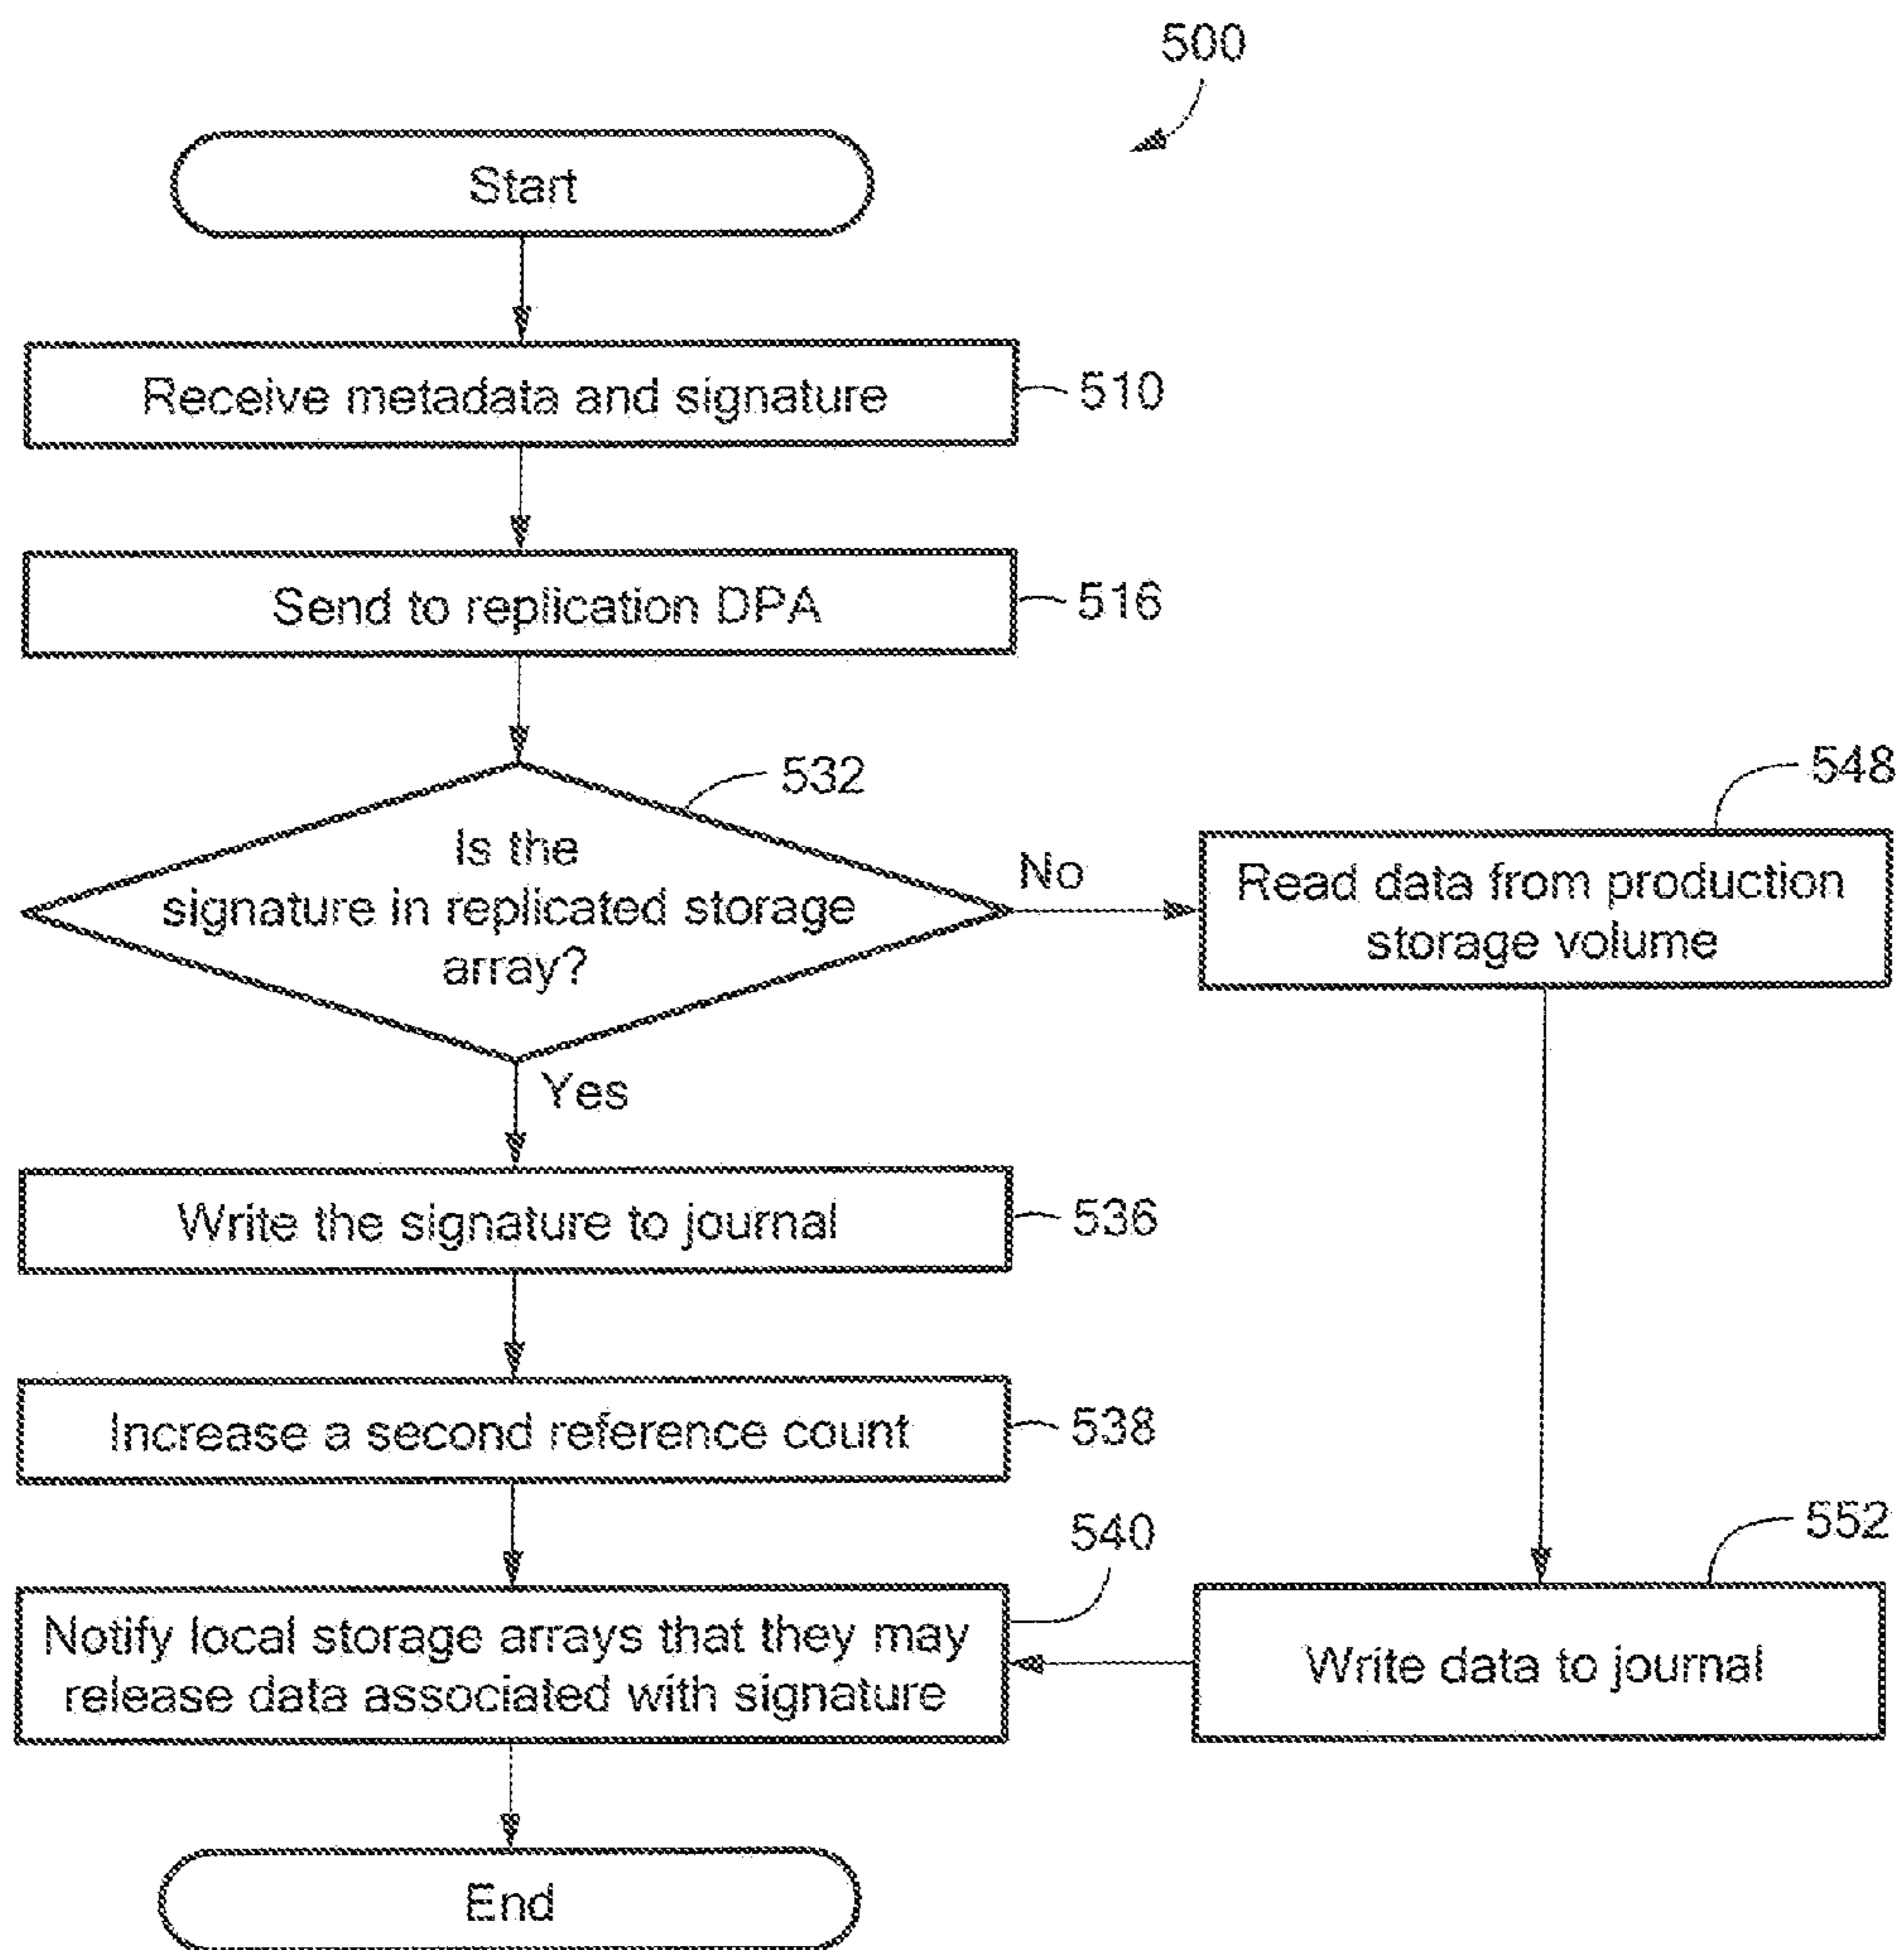 500
Start
Receive metadata and signature
510
Send to replication DPA
516
532
Is the
signature in replicated storage
array?
No
548
Read data from production
storage volume
Yes
Write the signature to journal
536
Increase a second reference count
538
540
Notify local storage arrays that they may
release data associated with signature
552
Write data to journal
End